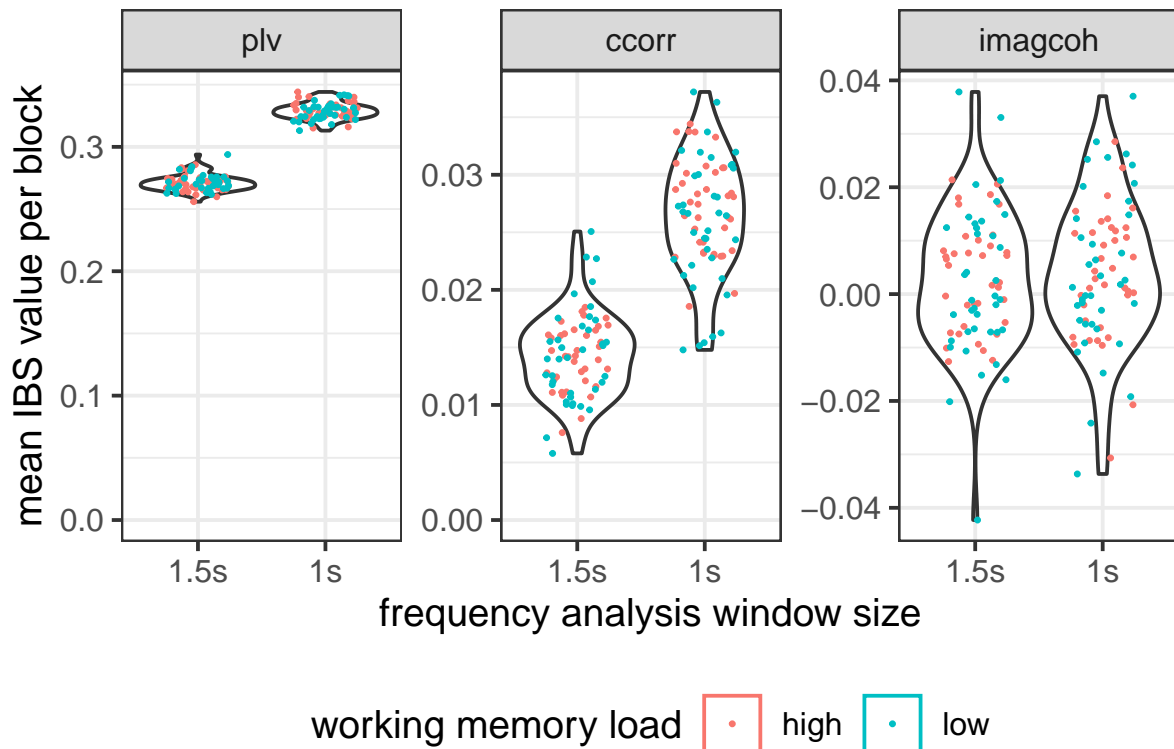 plv ccorr imagcoh
mean IBS value per block
0.3
0.2
0.1
0.0
0.03
0.02
0.01
0.00
0.04
0.02
0.00
−0.02
−0.04
1.5s 1s 1.5s 1s 1.5s 1s
frequency analysis window size
working memory load high low